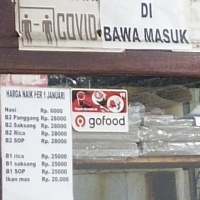 COVID
DI
BAWA MASUK
HARGA NAIK PER 1 JANUARI
Nasi Rp. 6000
B2 Panggang Rp. 28000
B2 Saksang Rp. 28000
B2 Rica Rp. 28000
B2 SOP Rp. 28000
B1 rica Rp. 25000
B1 saksang Rp. 25000
B1 SOP Rp. 25000
Ikan mas Rp. 20.000
gofood